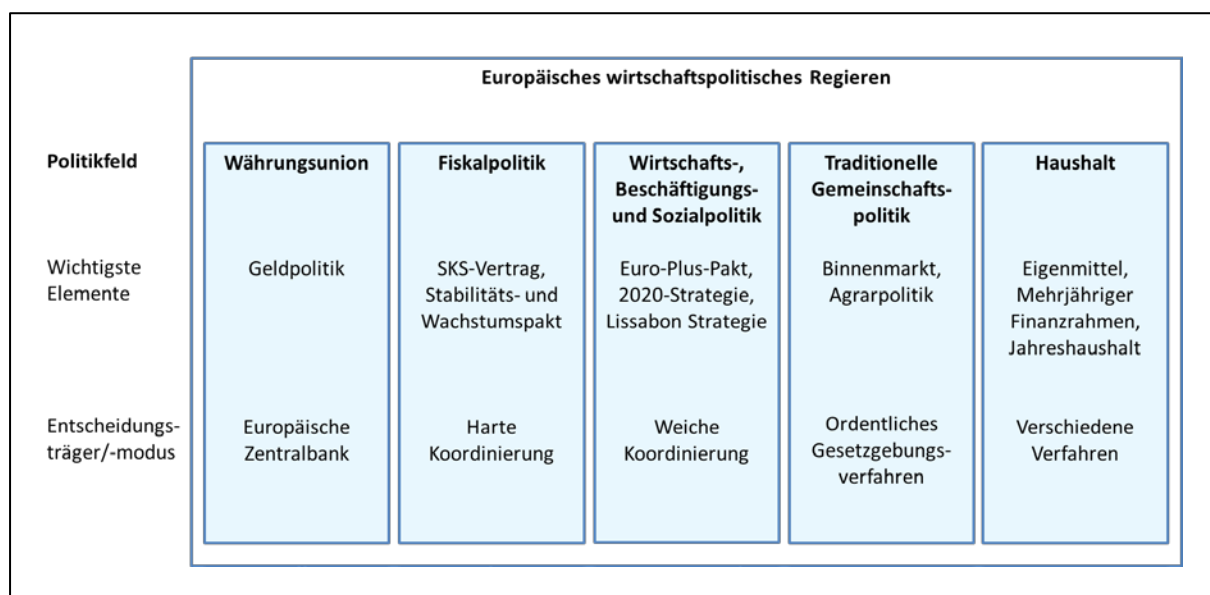 Europäisches wirtschaftspolitisches Regieren
Politikfeld
Währungsunion
Fiskalpolitik
Wirtschafts-,
Beschäftigungs-
und Sozialpolitik
Traditionelle
Gemeinschafts-
politik
Haushalt
Wichtigste
Elemente
Geldpolitik
SKS-Vertrag,
Stabilitäts- und
Wachstumspakt
Euro-Plus-Pakt,
2020-Strategie,
Lissabon Strategie
Binnenmarkt,
Agrarpolitik
Eigenmittel,
Mehrjähriger
Finanzrahmen,
Jahreshaushalt
Entscheidungs-
träger/-modus
Europäische
Zentralbank
Harte
Koordinierung
Weiche
Koordinierung
Ordentliches
Gesetzgebungs-
verfahren
Verschiedene
Verfahren